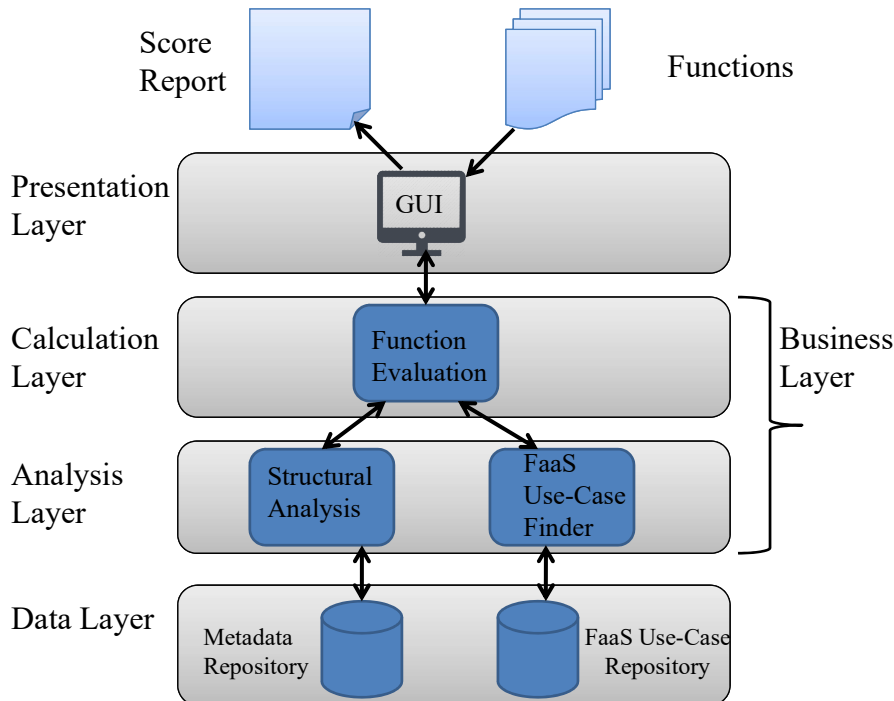 Score
Report
Functions
Presentation
Layer
GUI
Calculation
Layer
Function
Evaluation
Business
Layer
Analysis
Layer
Structural
Analysis
FaaS
Use-Case
Finder
Data Layer
Metadada
Repository
FaaS Use-Case
Repository